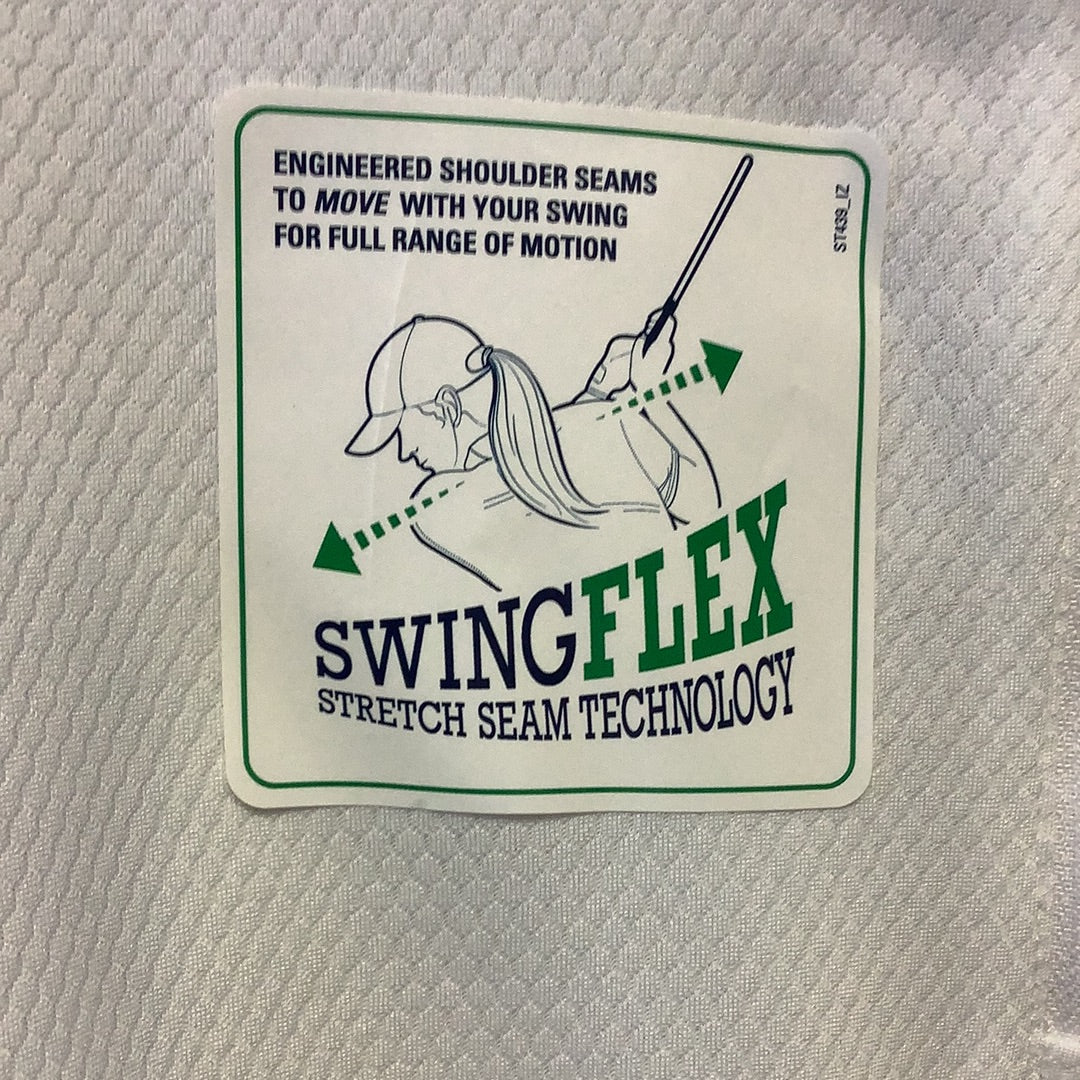 ENGINEERED SHOULDER SEAMS
TO MOVE WITH YOUR SWING
FOR FULL RANGE OF MOTION
ST439_IZ
SWINGFLEX
STRETCH SEAM TECHNOLOGY